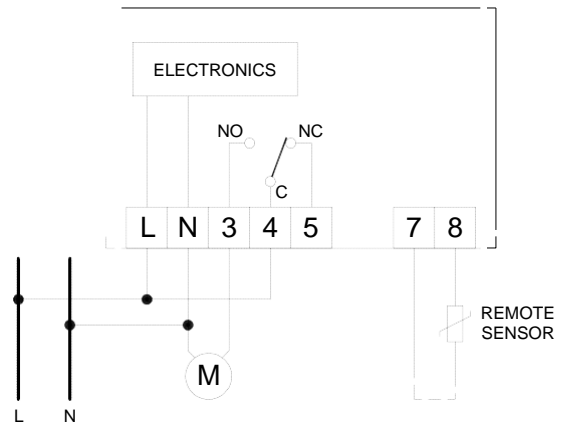 ELECTRONICS
NO NC
C
L N 3 4 5 7 8
REMOTE
SENSOR
M
L N